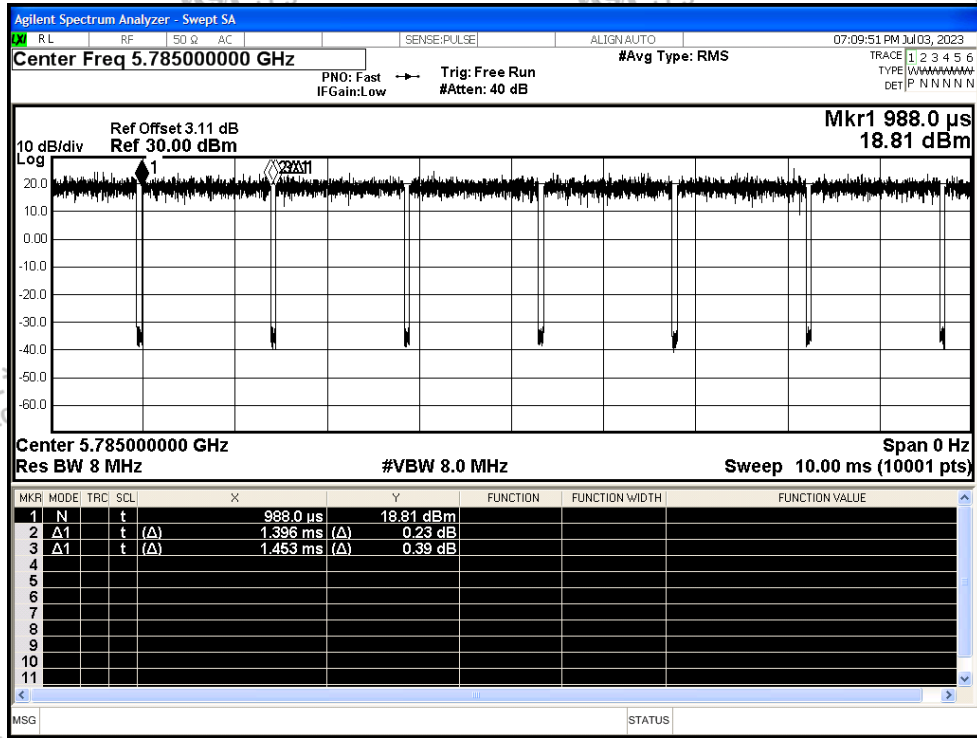 Agilent Spectrum Analyzer - Swept SA
LXI RL RF 50 Ω AC SENSE:PULSE ALIGN AUTO 07:09:51 PM Jul 03, 2023
Center Freq 5.785000000 GHz
PNO: Fast
IFGain:Low
Trig: Free Run
#Atten: 40 dB
#Avg Type: RMS
TRACE 1 2 3 4 5 6
TYPE
DET P N N N N N
Mkr1 988.0 µs
18.81 dBm
Ref Offset 3.11 dB
10 dB/div Ref 30.00 dBm
Log
1
20.0
10.0
0.00
-10.0
-20.0
-30.0
-40.0
-50.0
-60.0
Center 5.785000000 GHz Span 0 Hz
Res BW 8 MHz #VBW 8.0 MHz Sweep 10.00 ms (10001 pts)
MKR MODE TRC SCL X Y FUNCTION FUNCTION WIDTH FUNCTION VALUE
1 N t 988.0 µs 18.81 dBm
2 Δ1 t (Δ) 1.396 ms (Δ) 0.23 dB
3 Δ1 t (Δ) 1.453 ms (Δ) 0.39 dB
4
5
6
7
8
9
10
11
MSG STATUS